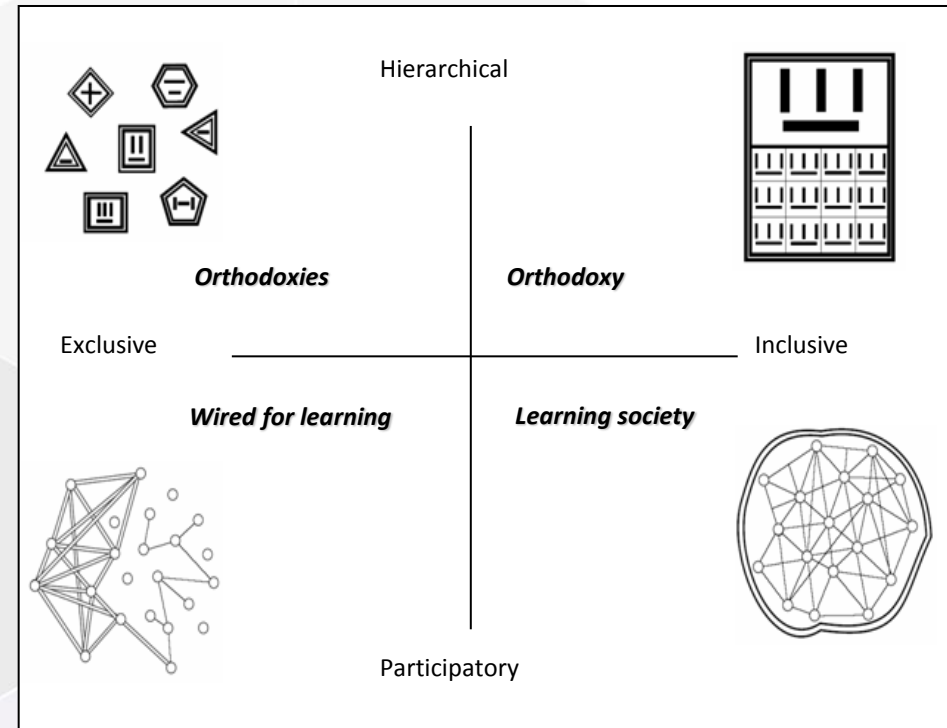 Hierarchical
Orthodoxies
Orthodoxy
Exclusive
Inclusive
Wired for learning
Learning society
Participatory